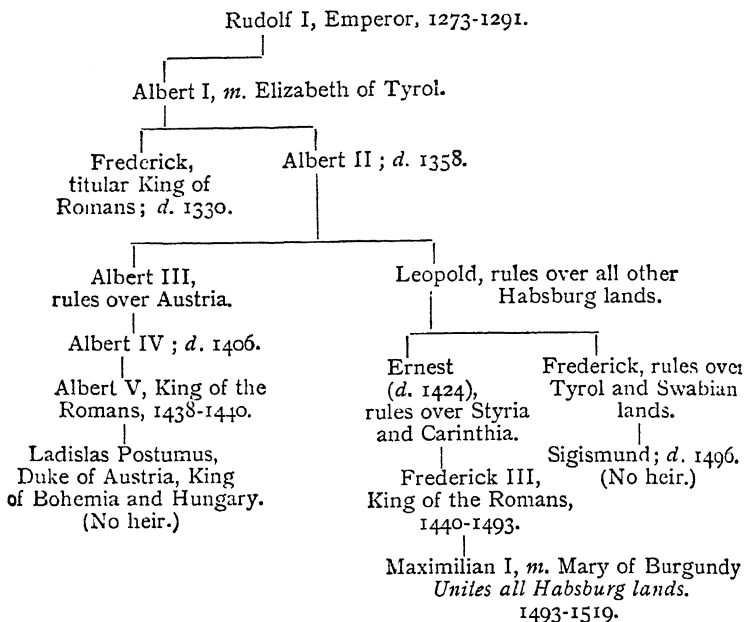 Rudolf I, Emperor, 1273-1291.
Albert I, m. Elizabeth of Tyrol.
Frederick,
titular King of
Romans; d. 1330.
Albert II; d. 1358.
Albert III,
rules over Austria.
Leopold, rules over all other
Habsburg lands.
Albert IV; d. 1406.
Albert V, King of the
Romans, 1438-1440.
Ladislas Postumus,
Duke of Austria, King
of Bohemia and Hungary.
(No heir.)
Ernest
(d. 1424),
rules over Styria
and Carinthia.
Frederick, rules over
Tyrol and Swabian
lands.
Sigismund; d. 1496.
(No heir.)
Frederick III,
King of the Romans,
1440-1493.
Maximilian I, m. Mary of Burgundy
Unites all Habsburg lands.
1493-1519.